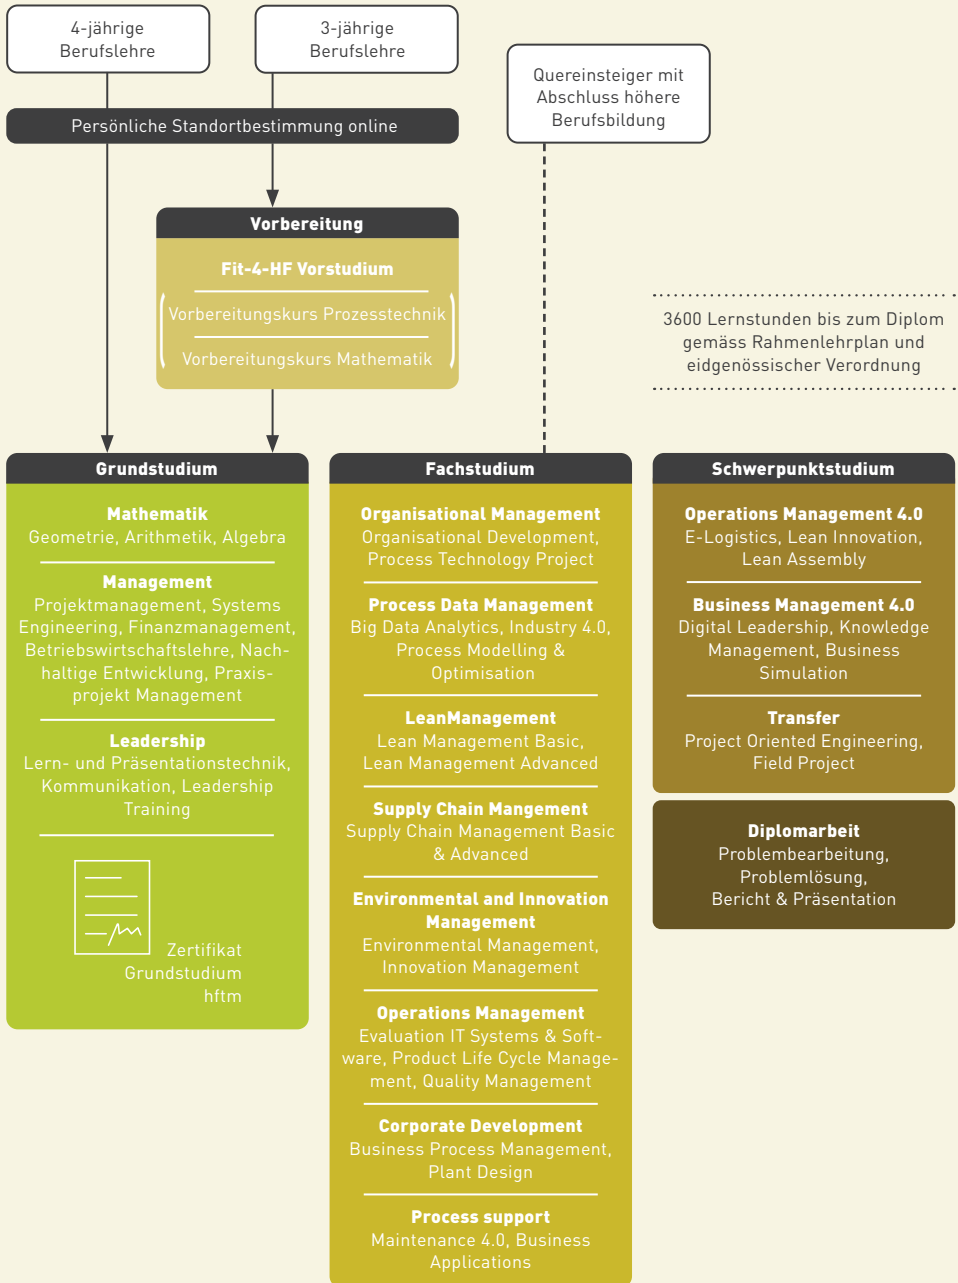 4-jährige
Berufslehre
3-jährige
Berufslehre
Quereinsteiger mit
Abschluss höhere
Berufsbildung
Persönliche Standortbestimmung online
Vorbereitung
Fit-4-HF Vorstudium
Vorbereitungskurs Prozesstechnik
Vorbereitungskurs Mathematik
3600 Lernstunden bis zum Diplom
gemäss Rahmenlehrplan und
eidgenössischer Verordnung
Grundstudium
Mathematik
Geometrie, Arithmetik, Algebra
Management
Projektmanagement, Systems
Engineering, Finanzmanagement,
Betriebswirtschaftslehre, Nach-
haltige Entwicklung, Praxis-
projekt Management
Leadership
Lern- und Präsentationstechnik,
Kommunikation, Leadership
Training
Zertifikat
Grundstudium
hftm
Fachstudium
Organisational Management
Organisational Development,
Process Technology Project
Process Data Management
Big Data Analytics, Industry 4.0,
Process Modelling &
Optimisation
LeanManagement
Lean Management Basic,
Lean Management Advanced
Supply Chain Mangement
Supply Chain Management Basic
& Advanced
Environmental and Innovation
Management
Environmental Management,
Innovation Management
Operations Management
Evaluation IT Systems & Soft-
ware, Product Life Cycle Manage-
ment, Quality Management
Corporate Development
Business Process Management,
Plant Design
Process support
Maintenance 4.0, Business
Applications
Schwerpunktstudium
Operations Management 4.0
E-Logistics, Lean Innovation,
Lean Assembly
Business Management 4.0
Digital Leadership, Knowledge
Management, Business
Simulation
Transfer
Project Oriented Engineering,
Field Project
Diplomarbeit
Problembearbeitung,
Problemlösung,
Bericht & Präsentation